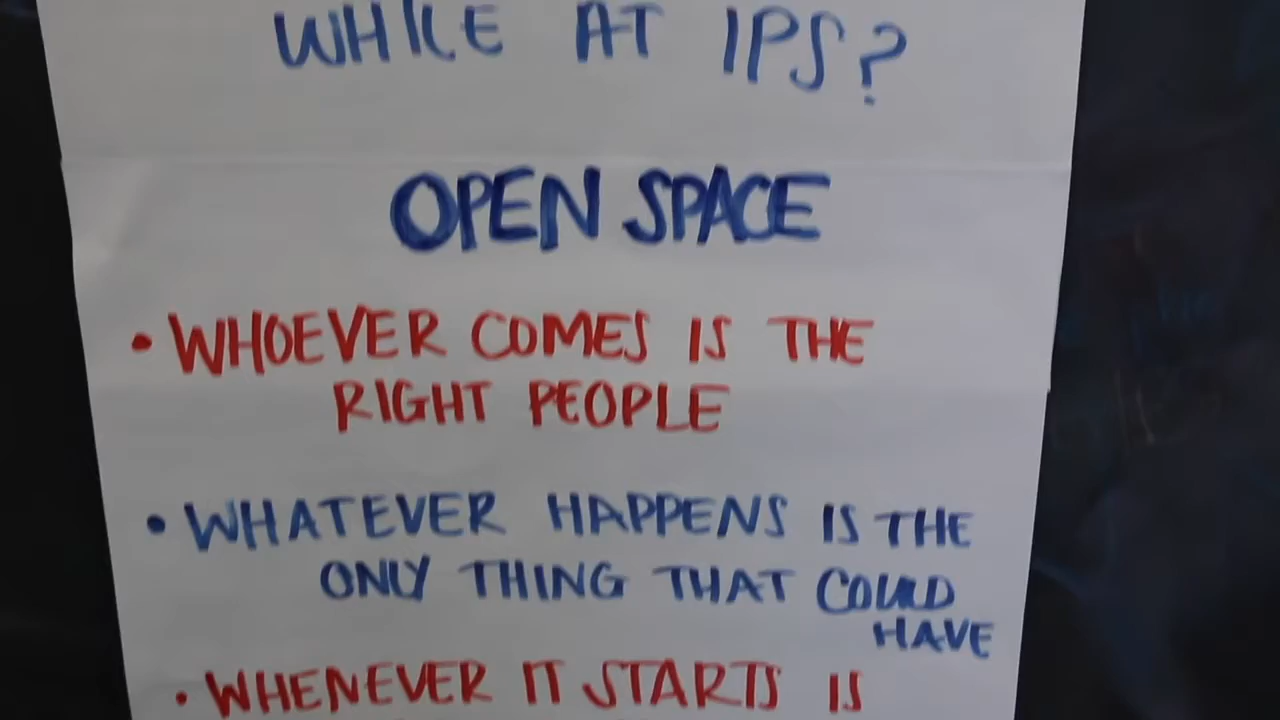 WHILE AT IPS?
OPEN SPACE
• WHOEVER COMES IS THE
RIGHT PEOPLE
• WHATEVER HAPPENS IS THE
ONLY THING THAT COULD
HAVE
• WHENEVER IT STARTS IS